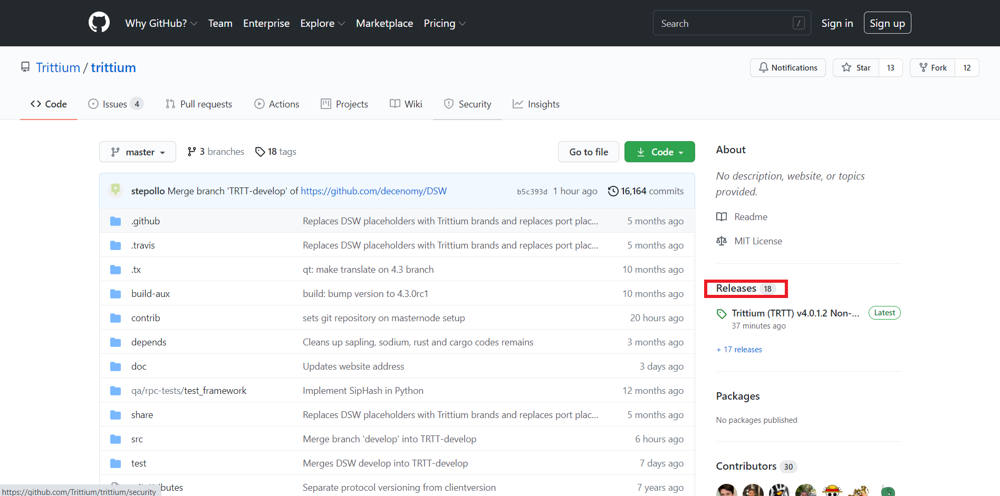 Why GitHub? Team Enterprise Explore Marketplace Pricing Search / Sign in Sign up
Trittium / trittium Notifications Star 13 Fork 12
<> Code Issues 4 Pull requests Actions Projects Wiki Security Insights
master 3 branches 18 tags Go to file Code
stepollo Merge branch 'TRTT-develop' of https://github.com/decenomy/DSW b5c393d 1 hour ago 16,164 commits
.github Replaces DSW placeholders with Trittium brands and replaces port plac... 5 months ago
.travis Replaces DSW placeholders with Trittium brands and replaces port plac... 5 months ago
.tx qt: make translate on 4.3 branch 10 months ago
build-aux build: bump version to 4.3.0rc1 10 months ago
contrib sets git repository on masternode setup 20 hours ago
depends Cleans up sapling, sodium, rust and cargo codes remains 3 months ago
doc Updates website address 3 days ago
qa/rpc-tests/test_framework Implement SipHash in Python 12 months ago
share Replaces DSW placeholders with Trittium brands and replaces port plac... 5 months ago
src Merge branch 'develop' into TRTT-develop 6 hours ago
test Merges DSW develop into TRTT-develop 7 days ago
Separate protocol versioning from clientversion 7 years ago
About
No description, website, or topics
provided.
Readme
MIT License
Releases 18
Trittium (TRTT) v4.0.1.2 Non-... Latest
37 minutes ago
+ 17 releases
Packages
No packages published
Contributors 30
https://github.com/Trittium/trittium/security